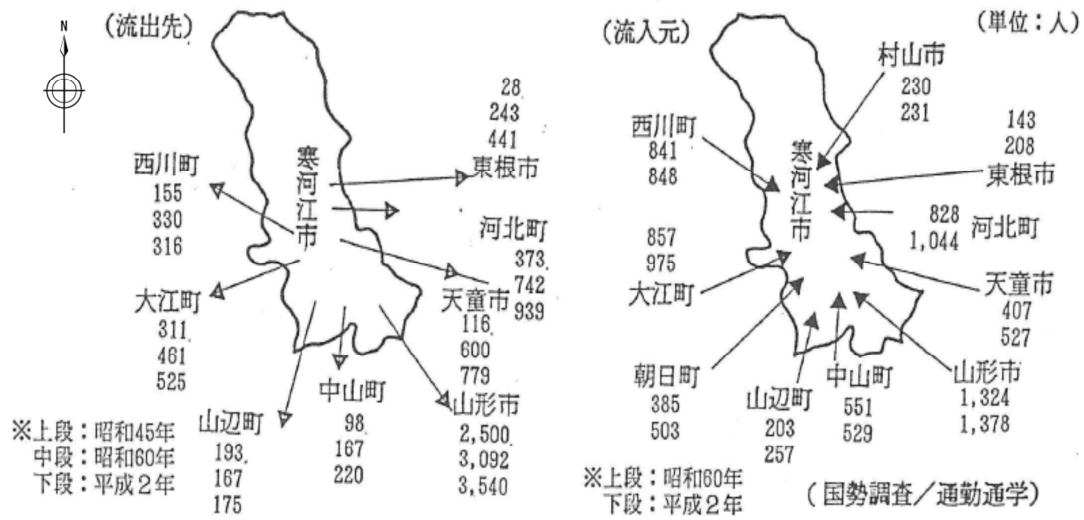 N
(流出先)
28
243
441
東根市
西川町
155
330
316
寒河江市
河北町
373
742
939
大江町
311
461
525
天童市
116
600
779
中山町
98
167
220
山形市
2,500
3,092
3,540
山辺町
193
167
175
※上段:昭和45年
中段:昭和60年
下段:平成2年
(流入元)
(単位:人)
村山市
230
231
西川町
841
848
143
208
東根市
寒河江市
828
1,044
河北町
857
975
大江町
天童市
407
527
朝日町
385
503
山辺町
203
257
中山町
551
529
山形市
1,324
1,378
※上段:昭和60年
下段:平成2年
(国勢調査/通勤通学)